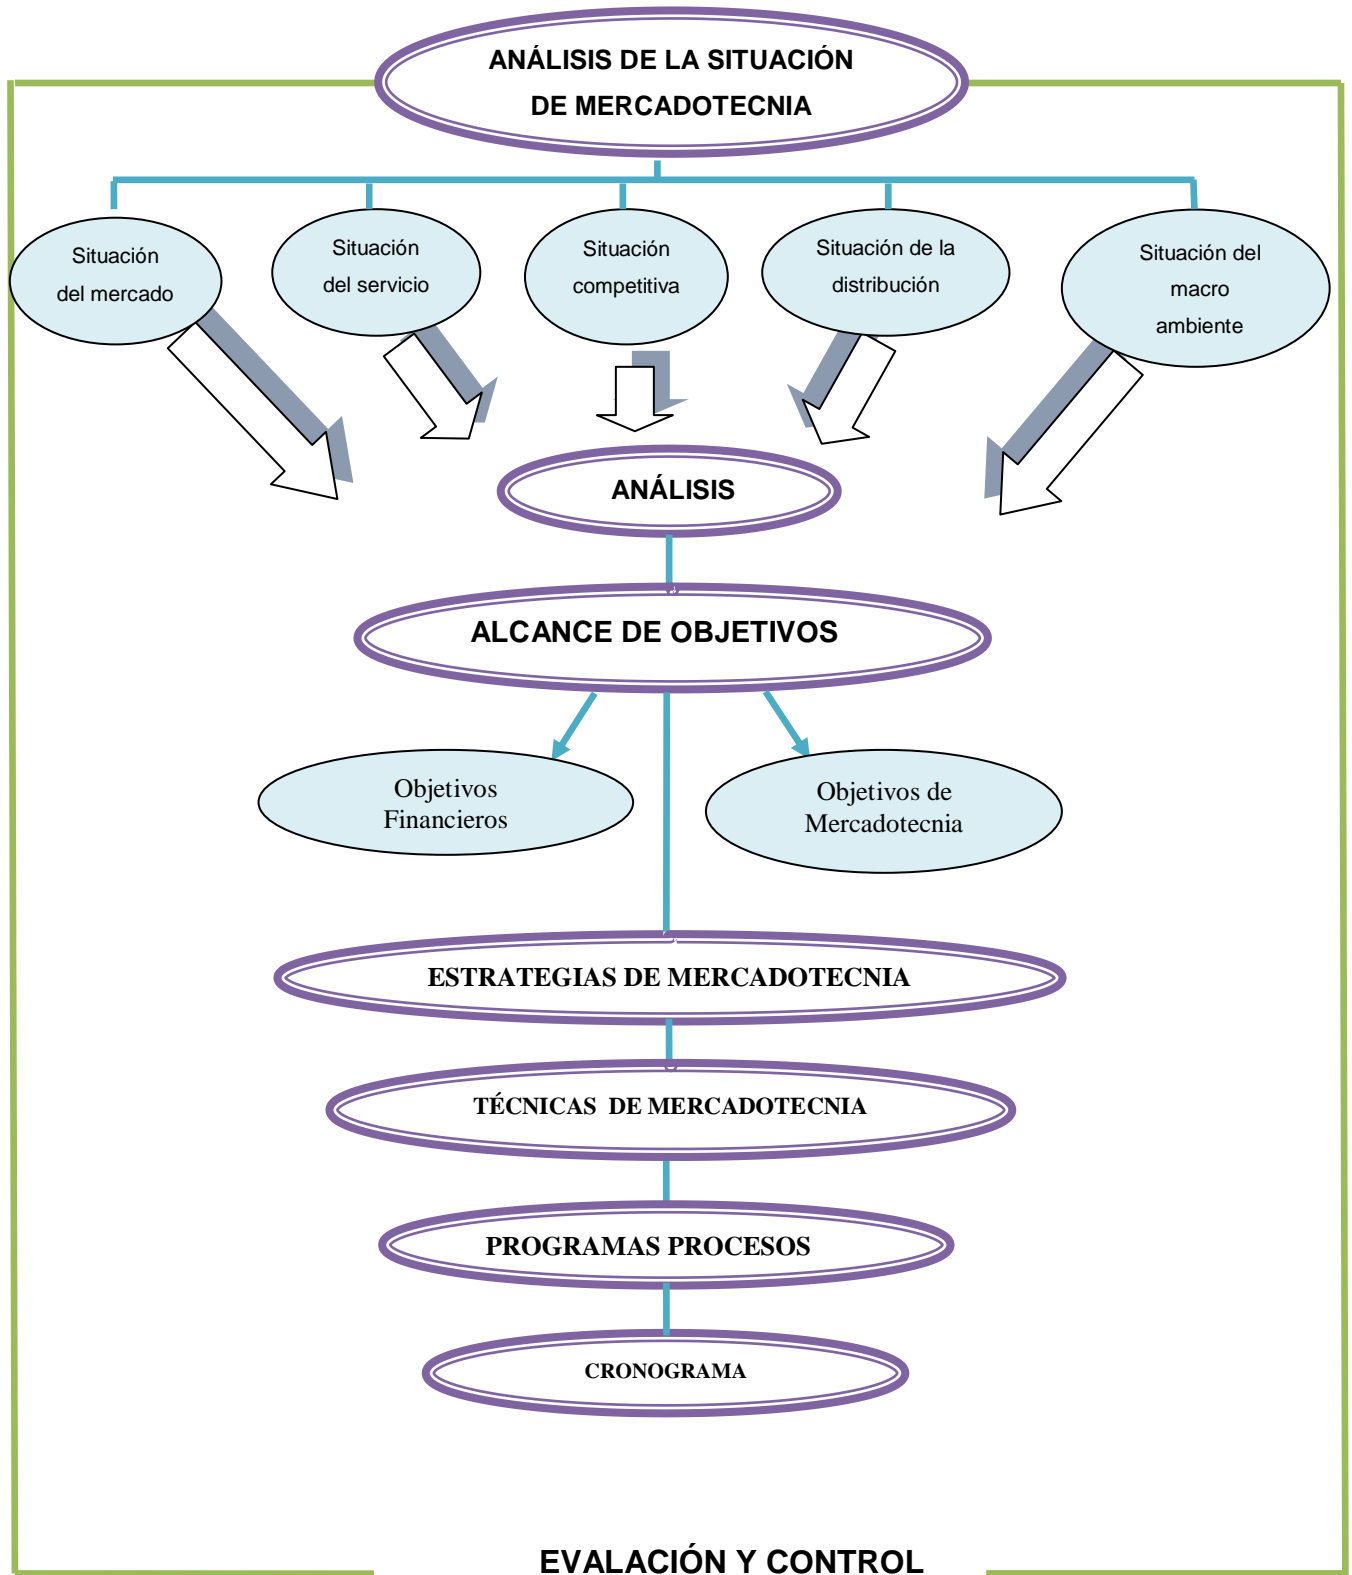 ANÁLISIS DE LA SITUACIÓN
DE MERCADOTECNIA
Situación
del mercado
Situación
del servicio
Situación
competitiva
Situación de la
distribución
Situación del
macro
ambiente
ANÁLISIS
ALCANCE DE OBJETIVOS
Objetivos
Financieros
Objetivos de
Mercadotecnia
ESTRATEGIAS DE MERCADOTECNIA
TÉCNICAS  DE MERCADOTECNIA
PROGRAMAS PROCESOS
CRONOGRAMA
EVALACIÓN Y CONTROL